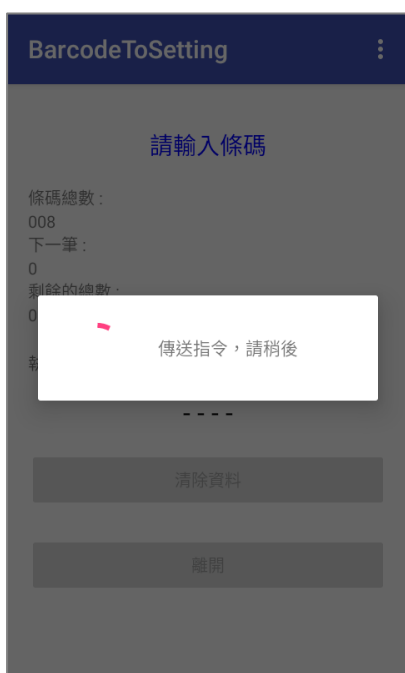 BarcodeToSetting
請輸入條碼
條碼總數 :
008
下一筆 :
0
剩餘的總數 :
0
傳送指令，請稍後
- - - -
清除資料
離開